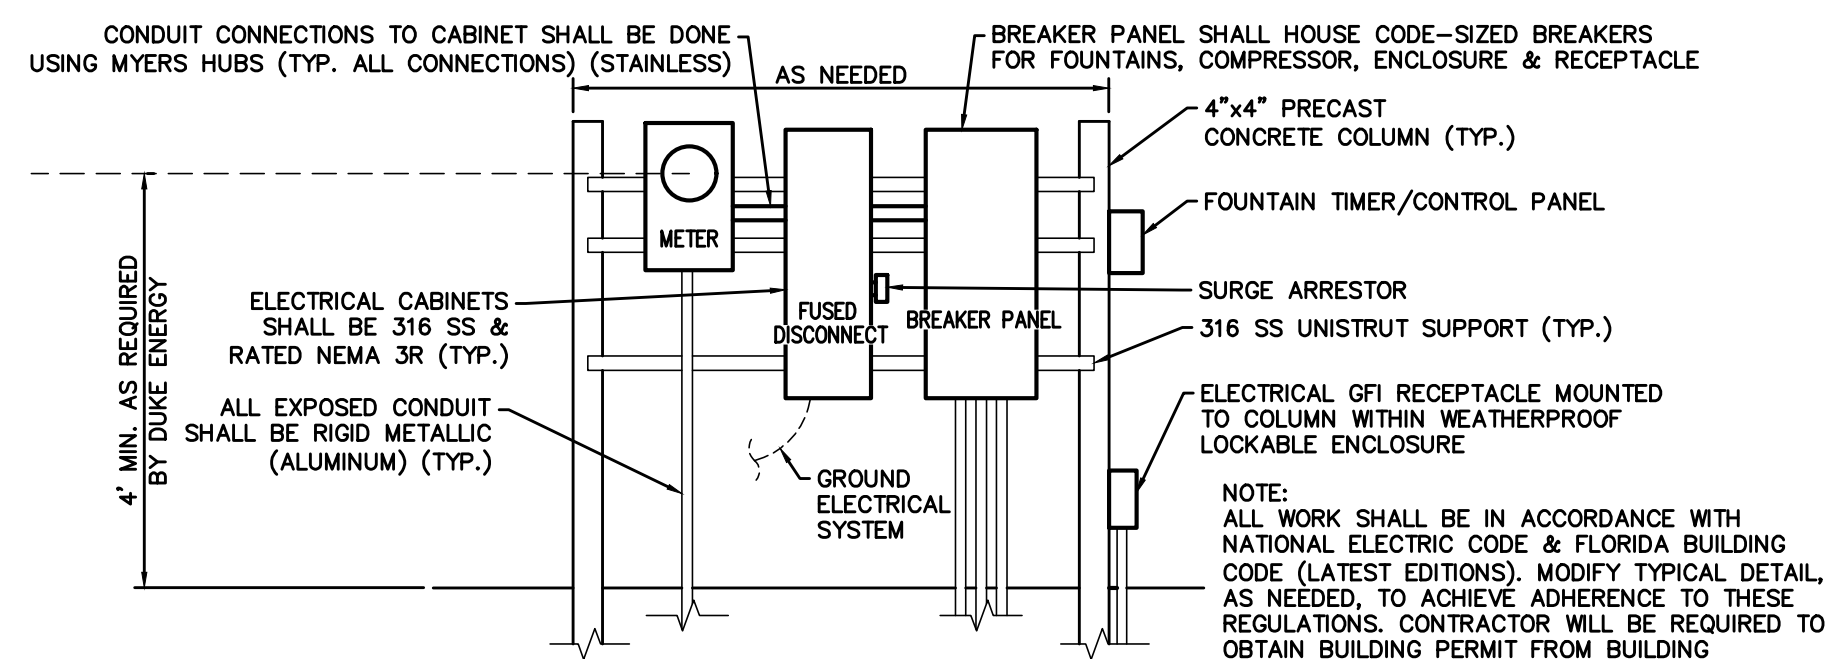 CONDUIT CONNECTIONS TO CABINET SHALL BE DONE
USING MYERS HUBS (TYP. ALL CONNECTIONS) (STAINLESS)
AS NEEDED
BREAKER PANEL SHALL HOUSE CODE-SIZED BREAKERS
FOR FOUNTAINS, COMPRESSOR, ENCLOSURE & RECEPTACLE
4"x4" PRECAST
CONCRETE COLUMN (TYP.)
FOUNTAIN TIMER/CONTROL PANEL
METER
4' MIN. AS REQUIRED
BY DUKE ENERGY
ELECTRICAL CABINETS
SHALL BE 316 SS &
RATED NEMA 3R (TYP.)
FUSED
DISCONNECT
BREAKER PANEL
SURGE ARRESTOR
316 SS UNISTRUT SUPPORT (TYP.)
ALL EXPOSED CONDUIT
SHALL BE RIGID METALLIC
(ALUMINUM) (TYP.)
GROUND
ELECTRICAL
SYSTEM
ELECTRICAL GFI RECEPTACLE MOUNTED
TO COLUMN WITHIN WEATHERPROOF
LOCKABLE ENCLOSURE
NOTE:
ALL WORK SHALL BE IN ACCORDANCE WITH
NATIONAL ELECTRIC CODE & FLORIDA BUILDING
CODE (LATEST EDITIONS). MODIFY TYPICAL DETAIL,
AS NEEDED, TO ACHIEVE ADHERENCE TO THESE
REGULATIONS. CONTRACTOR WILL BE REQUIRED TO
OBTAIN BUILDING PERMIT FROM BUILDING